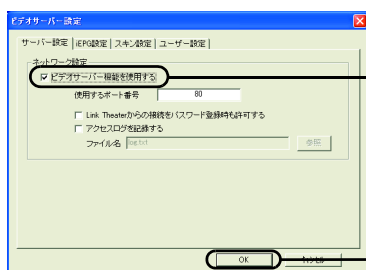 ビデオサーバー設定
サーバー設定 iEPG設定 スキン設定 ユーザー設定
ネットワーク設定
ビデオサーバー機能を使用する
使用するポート番号 80
Link Theaterからの接続をパスワード登録時も許可する
アクセスログを記録する
ファイル名 log.txt 参照
OK キャンセル